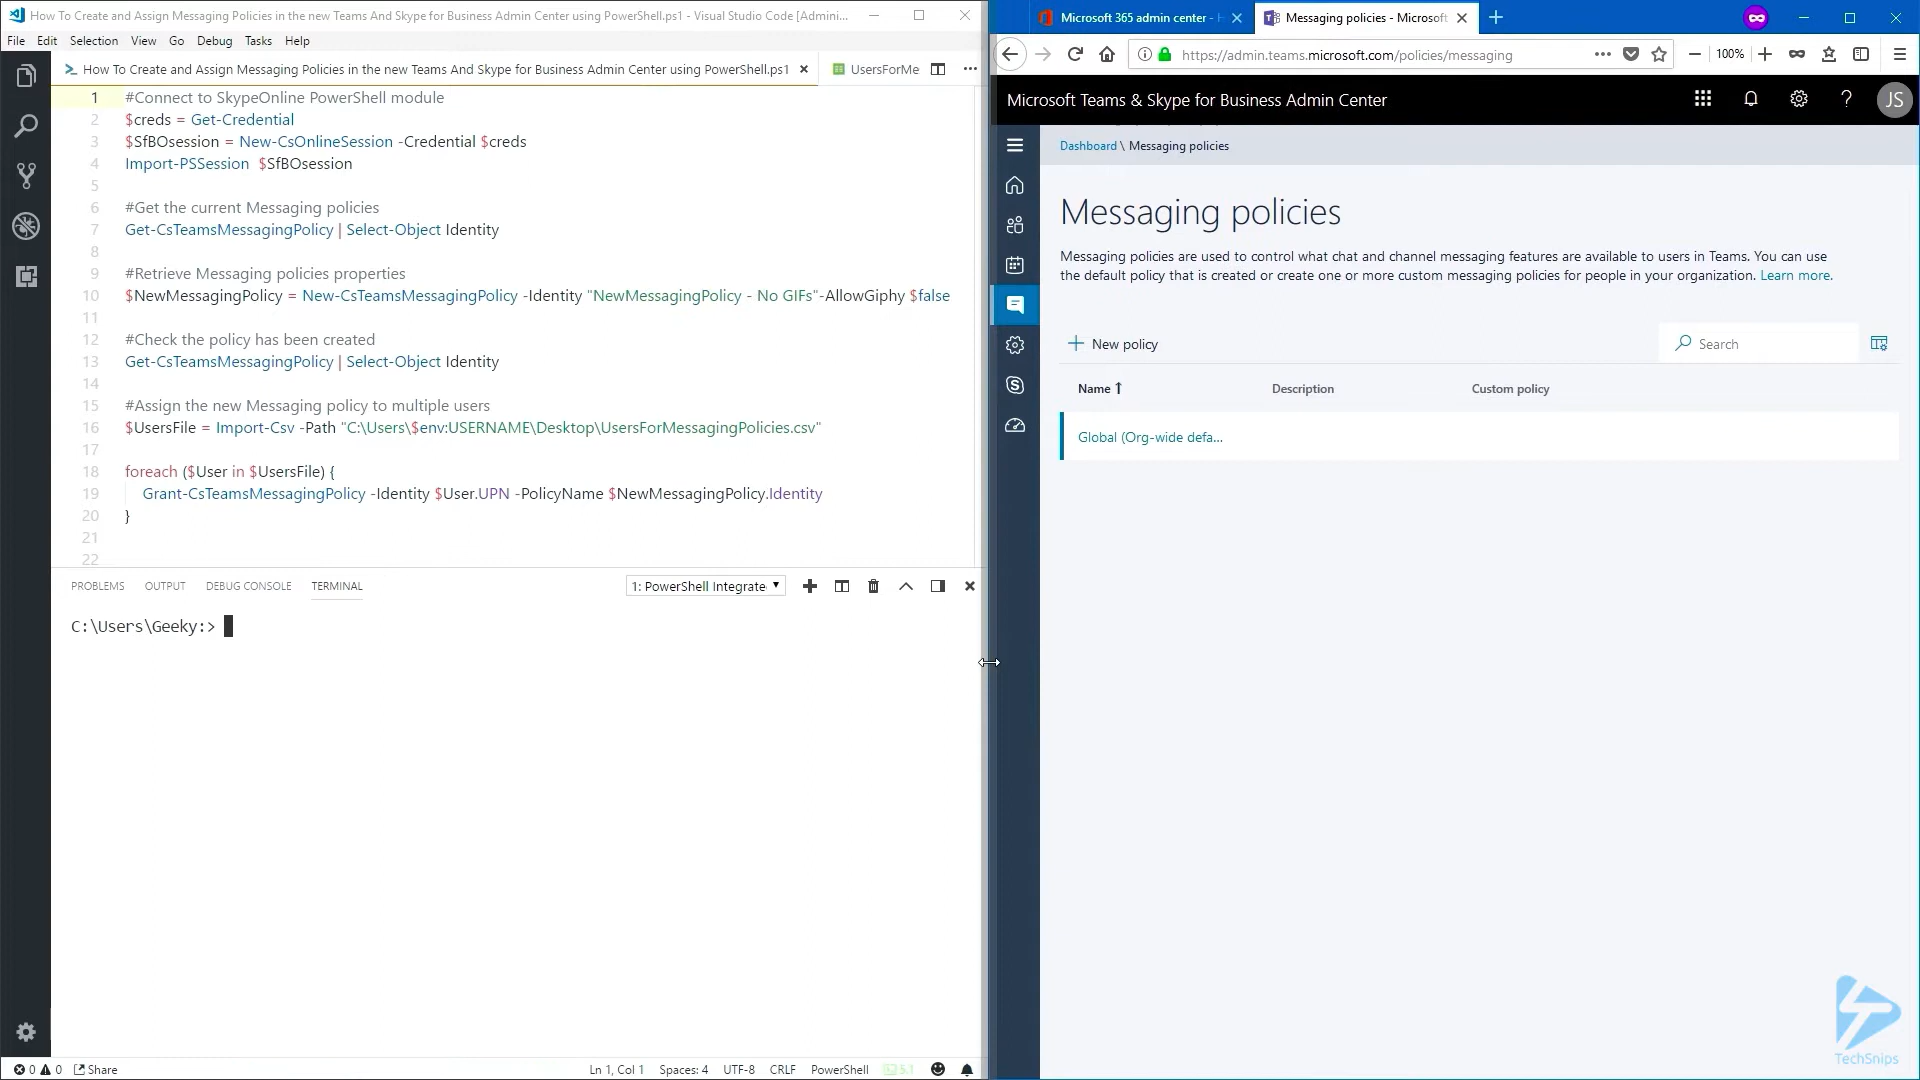 How To Create and Assign Messaging Policies in the new Teams And Skype for Business Admin Center using PowerShell.ps1 - Visual Studio Code [Admini...
File Edit Selection View Go Debug Tasks Help
How To Create and Assign Messaging Policies in the new Teams And Skype for Business Admin Center using PowerShell.ps1
UsersForMe
1 #Connect to SkypeOnline PowerShell module
2 $creds = Get-Credential
3 $SfBOsession = New-CsOnlineSession -Credential $creds
4 Import-PSSession $SfBOsession
5
6 #Get the current Messaging policies
7 Get-CsTeamsMessagingPolicy | Select-Object Identity
8
9 #Retrieve Messaging policies properties
10 $NewMessagingPolicy = New-CsTeamsMessagingPolicy -Identity "NewMessagingPolicy - No GIFs"-AllowGiphy $false
11
12 #Check the policy has been created
13 Get-CsTeamsMessagingPolicy | Select-Object Identity
14
15 #Assign the new Messaging policy to multiple users
16 $UsersFile = Import-Csv -Path "C:\Users\$env:USERNAME\Desktop\UsersForMessagingPolicies.csv"
17
18 foreach ($User in $UsersFile) {
19 Grant-CsTeamsMessagingPolicy -Identity $User.UPN -PolicyName $NewMessagingPolicy.Identity
20 }
21
22
PROBLEMS OUTPUT DEBUG CONSOLE TERMINAL
1: PowerShell Integrate
C:\Users\Geeky:>
0 0 Share
Ln 1, Col 1 Spaces: 4 UTF-8 CRLF PowerShell 5.1
Microsoft 365 admin center -
Messaging policies - Microsoft
https://admin.teams.microsoft.com/policies/messaging
100%
Microsoft Teams & Skype for Business Admin Center
JS
Dashboard \ Messaging policies
Messaging policies
Messaging policies are used to control what chat and channel messaging features are available to users in Teams. You can use
the default policy that is created or create one or more custom messaging policies for people in your organization. Learn more.
New policy
Search
Name Description Custom policy
Global (Org-wide defa...
TechSnips